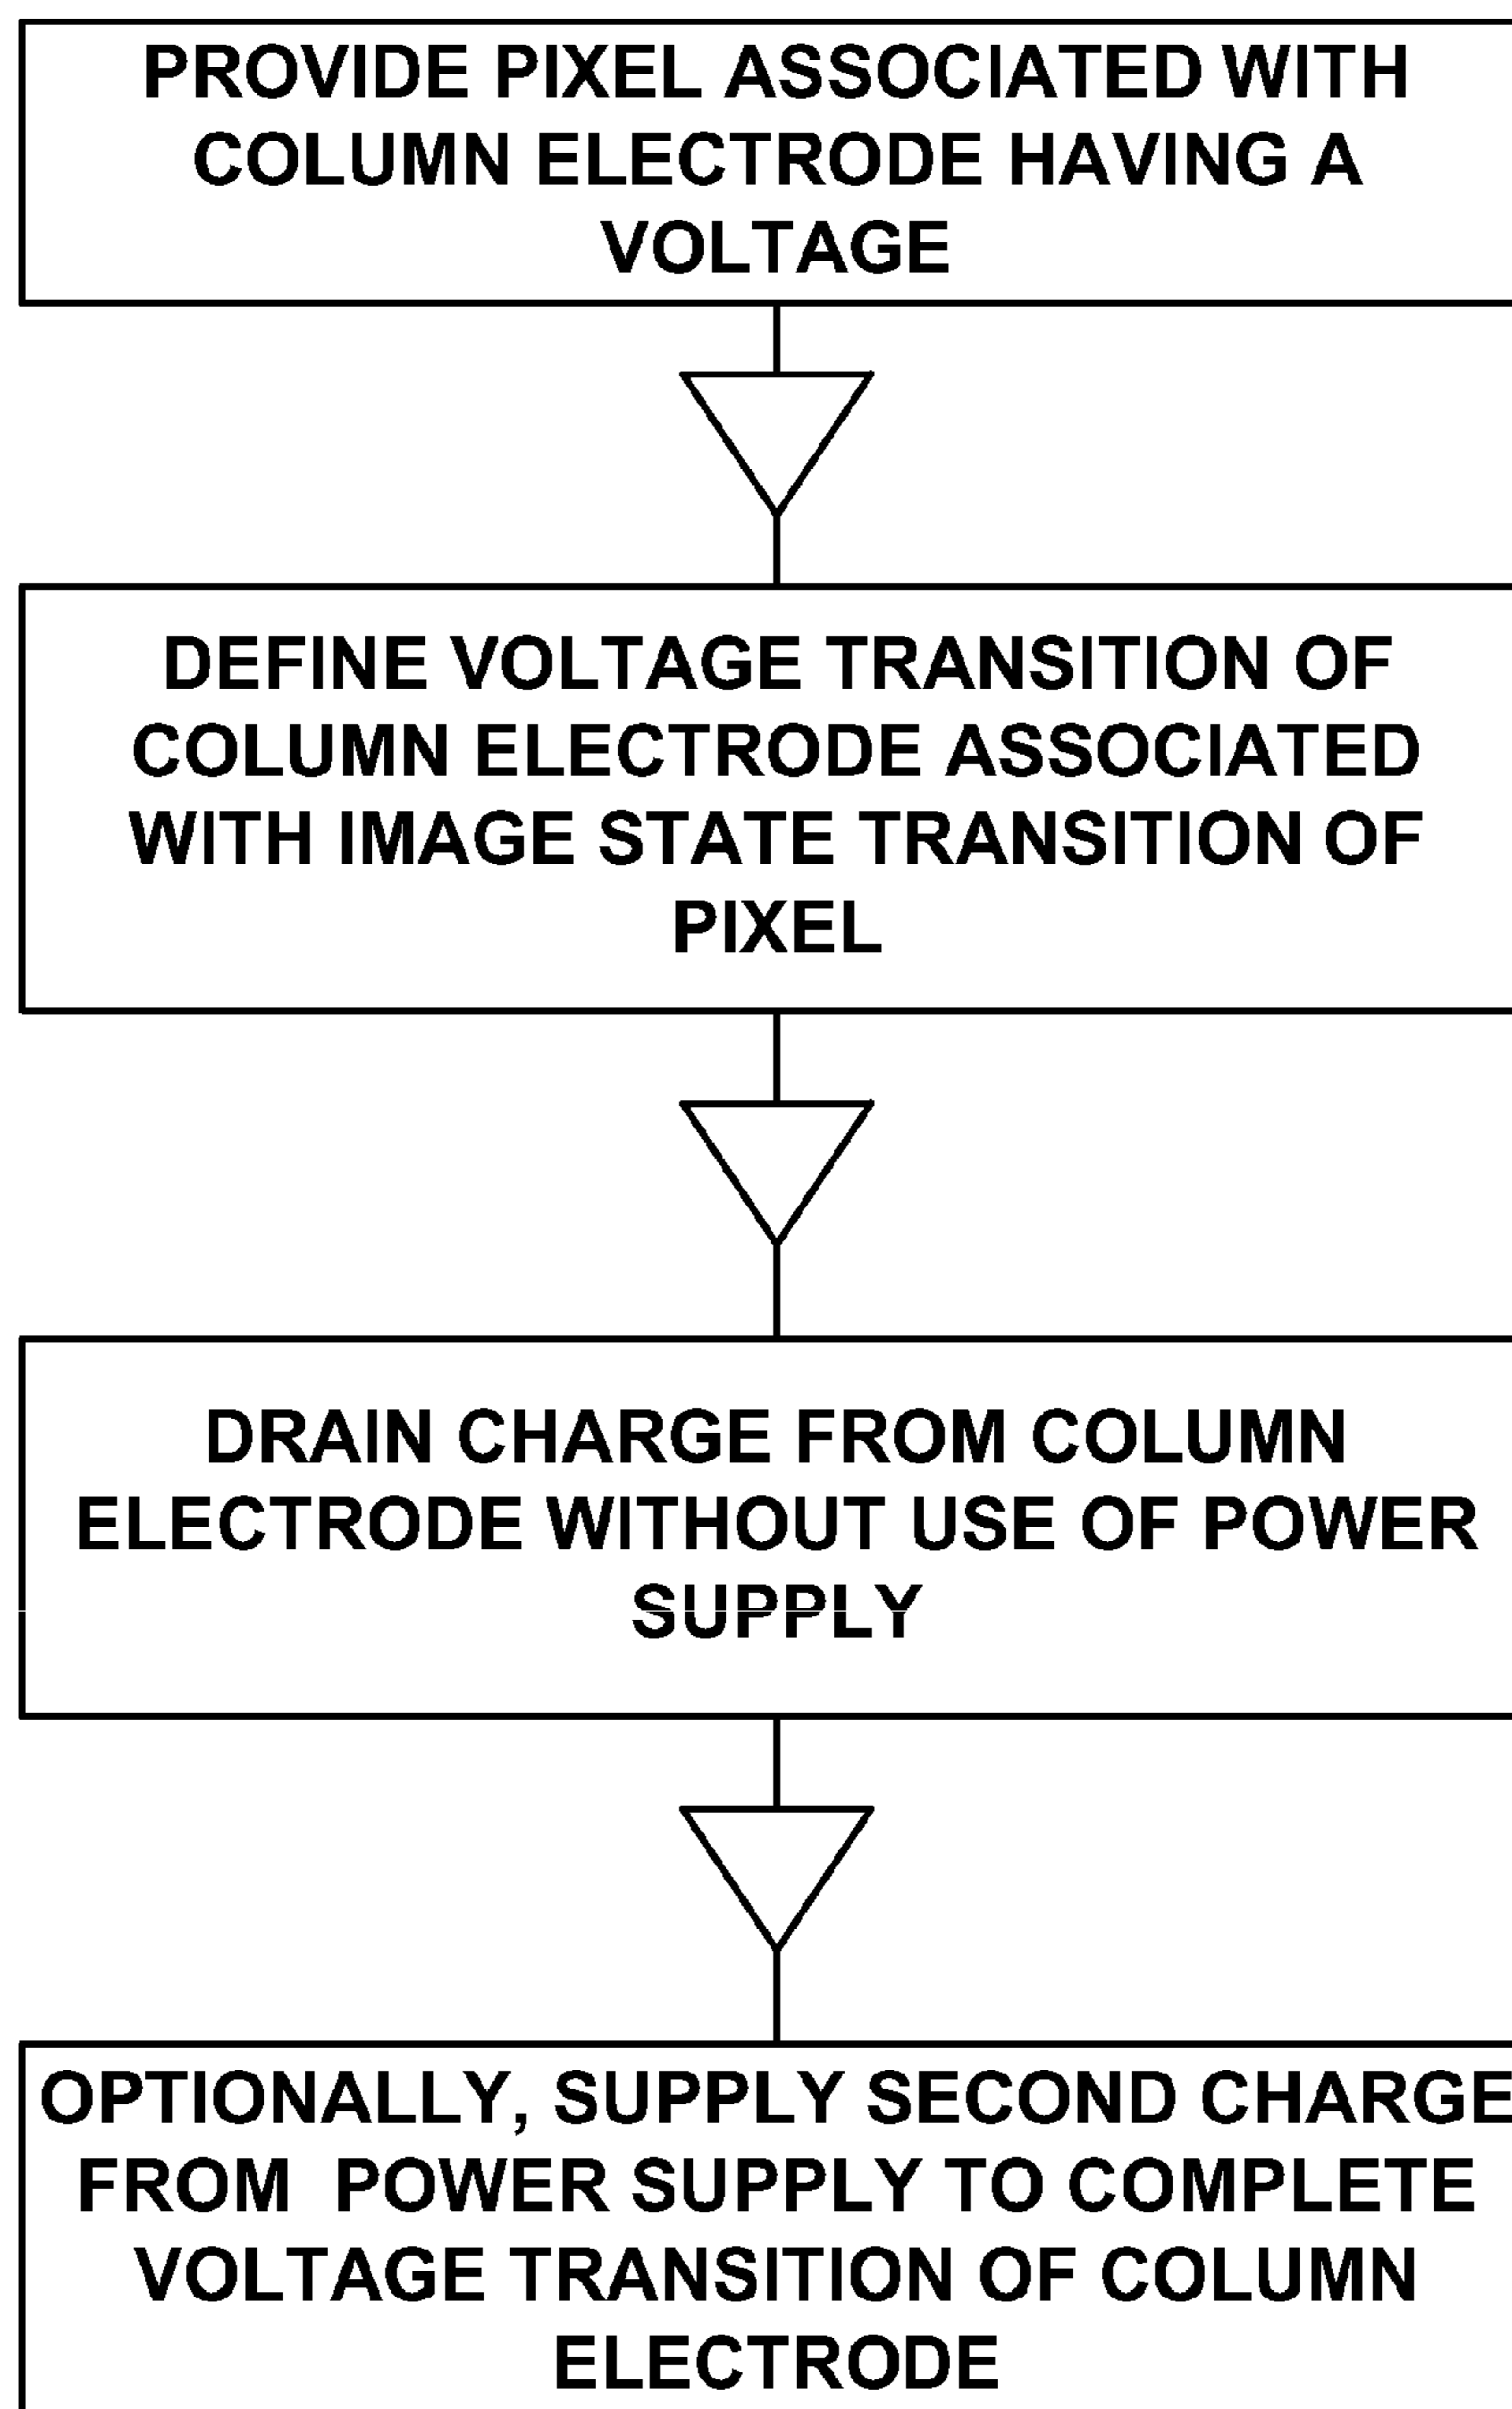 PROVIDE PIXEL ASSOCIATED WITH
COLUMN ELECTRODE HAVING A
VOLTAGE
DEFINE VOLTAGE TRANSITION OF
COLUMN ELECTRODE ASSOCIATED
WITH IMAGE STATE TRANSITION OF
PIXEL
DRAIN CHARGE FROM COLUMN
ELECTRODE WITHOUT USE OF POWER
SUPPLY
OPTIONALLY, SUPPLY SECOND CHARGE
FROM POWER SUPPLY TO COMPLETE
VOLTAGE TRANSITION OF COLUMN
ELECTRODE